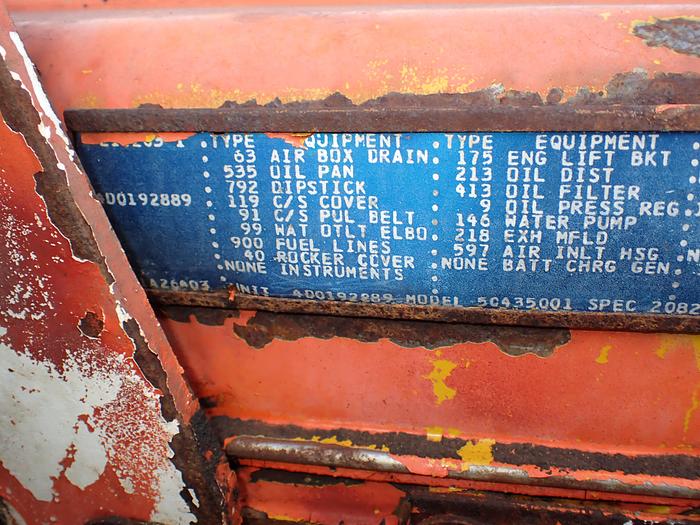 TYPE EQUIPMENT TYPE EQUIPMENT
63 AIR BOX DRAIN 175 ENG LIFT BKT
535 OIL PAN 213 OIL DIST
792 DIPSTICK 413 OIL FILTER
4D0192889 119 C/S COVER 9 OIL PRESS REG
91 C/S PUL BELT 146 WATER PUMP
99 WAT OTLT ELBO 218 EXH MFLD
900 FUEL LINES 597 AIR INLT HSG
40 ROCKER COVER NONE BATT CHRG GEN
NONE INSTRUMENTS
A26403 UNIT 4D0192889 MODEL 5C435001 SPEC 2082